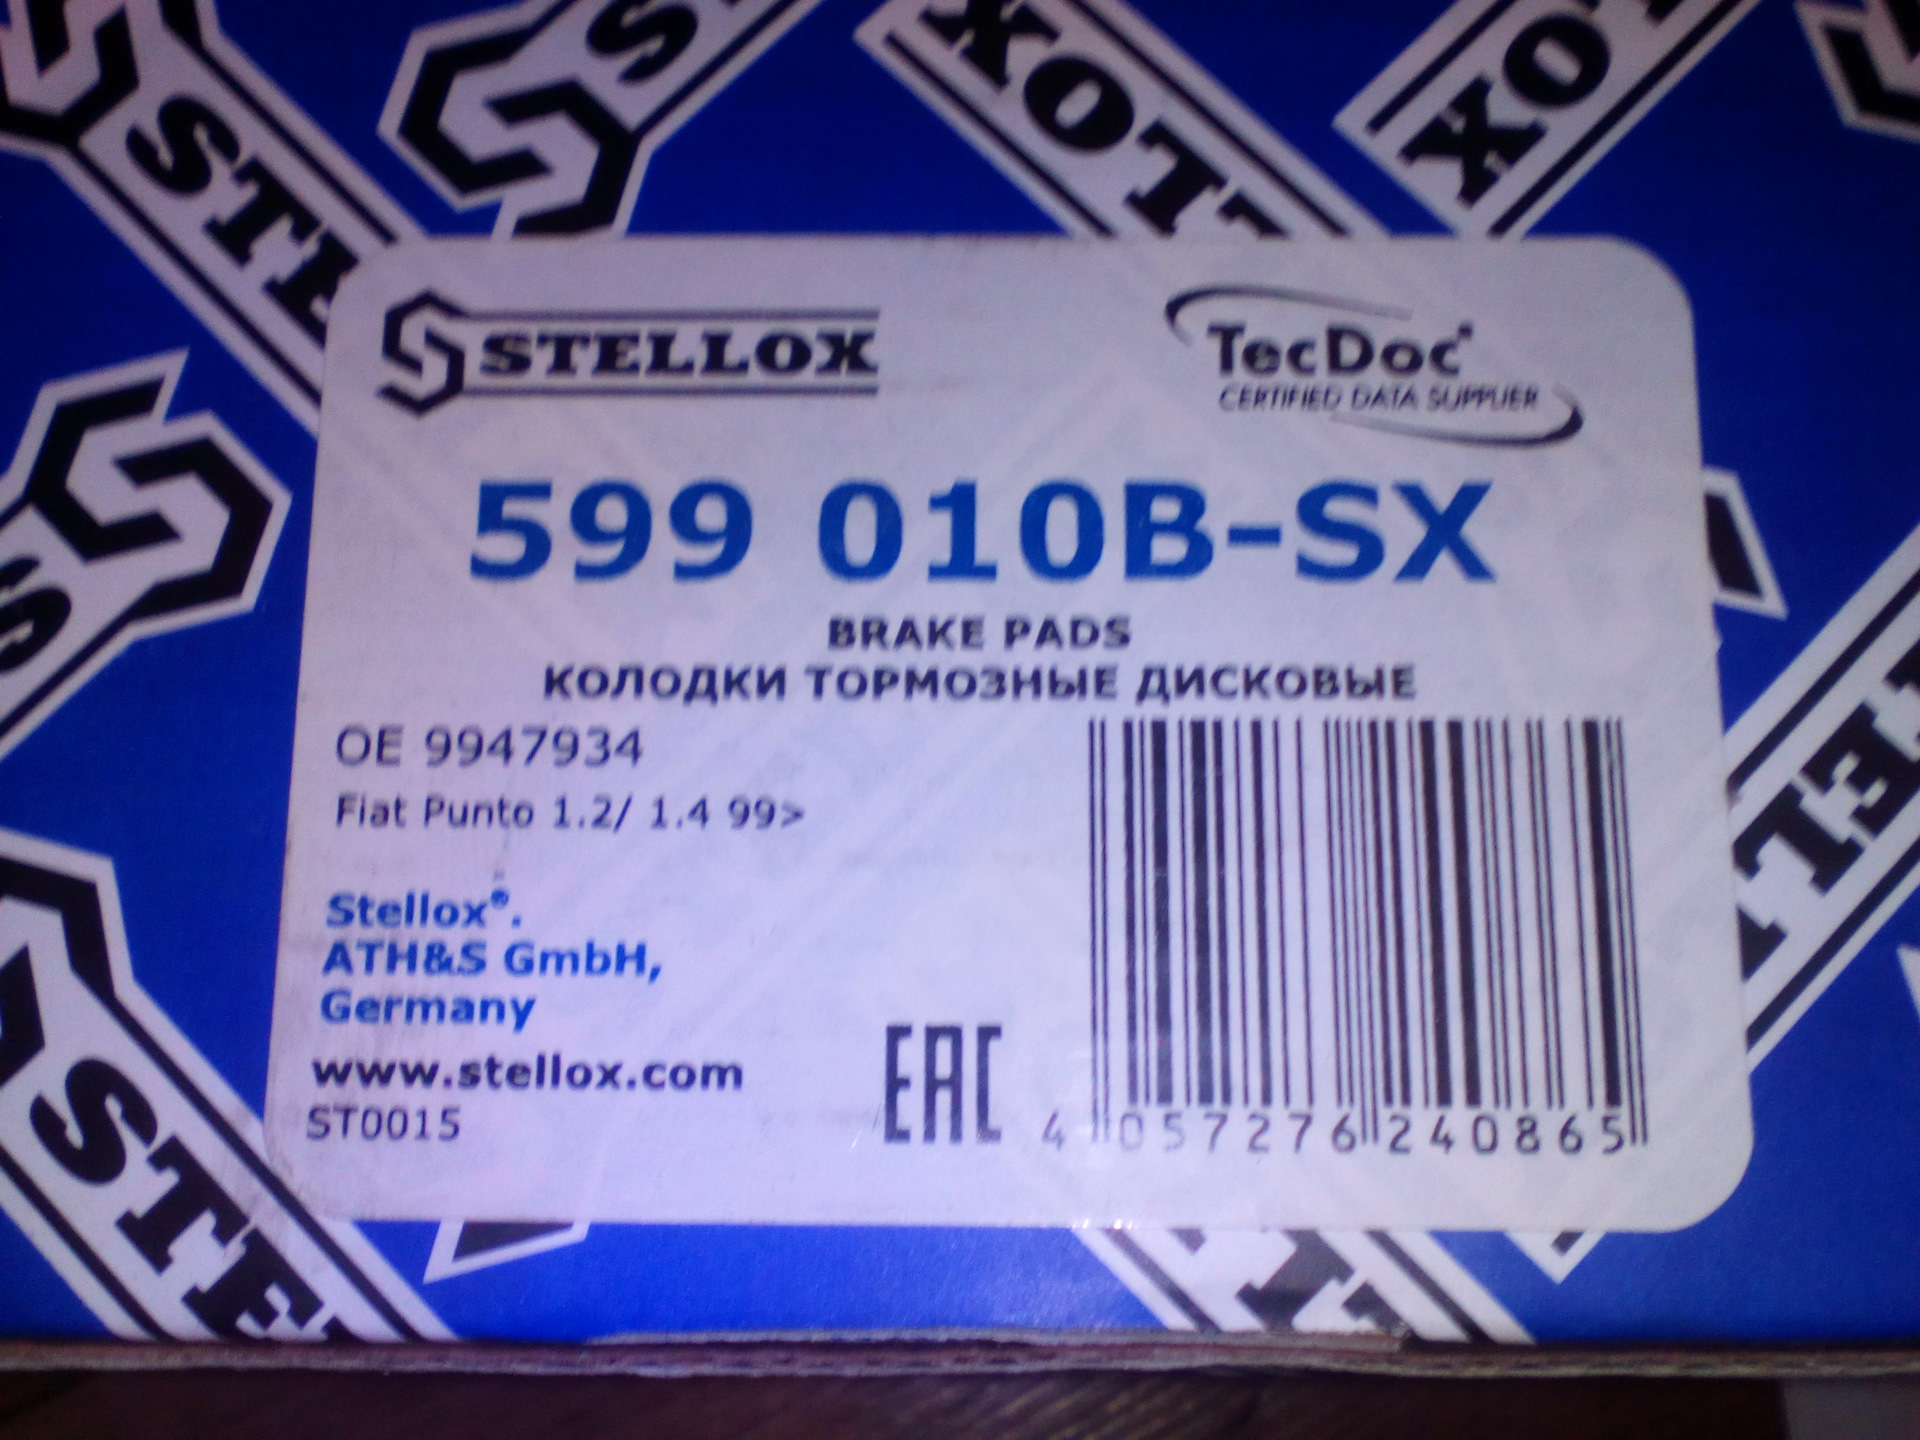 STELLOX
TecDoc
CERTIFIED DATA SUPPLIER
599 010B-SX
BRAKE PADS
КОЛОДКИ ТОРМОЗНЫЕ ДИСКОВЫЕ
OE 9947934
Fiat Punto 1.2/ 1.4 99>
Stellox®.
ATH&S GmbH,
Germany
www.stellox.com
ST0015
EAC
4 057276 240865